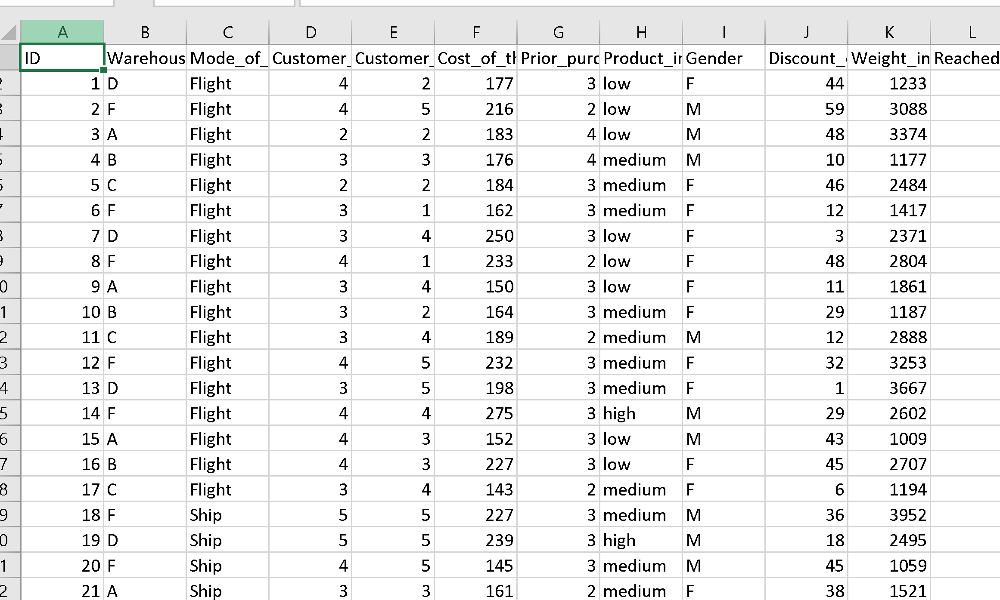 A B C D E F G H I J K L
ID Warehous Mode_of_ Customer_ Customer_ Cost_of_th Prior_purc Product_in Gender Discount_ Weight_in Reached
2 1 D Flight 4 2 177 3 low F 44 1233
3 2 F Flight 4 5 216 2 low M 59 3088
4 3 A Flight 2 2 183 4 low M 48 3374
5 4 B Flight 3 3 176 4 medium M 10 1177
6 5 C Flight 2 2 184 3 medium F 46 2484
7 6 F Flight 3 1 162 3 medium F 12 1417
8 7 D Flight 3 4 250 3 low F 3 2371
9 8 F Flight 4 1 233 2 low F 48 2804
0 9 A Flight 3 4 150 3 low F 11 1861
1 10 B Flight 3 2 164 3 medium F 29 1187
2 11 C Flight 3 4 189 2 medium M 12 2888
3 12 F Flight 4 5 232 3 medium F 32 3253
4 13 D Flight 3 5 198 3 medium F 1 3667
5 14 F Flight 4 4 275 3 high M 29 2602
6 15 A Flight 4 3 152 3 low M 43 1009
7 16 B Flight 4 3 227 3 low F 45 2707
8 17 C Flight 3 4 143 2 medium F 6 1194
9 18 F Ship 5 5 227 3 medium M 36 3952
0 19 D Ship 5 5 239 3 high M 18 2495
1 20 F Ship 4 5 145 3 medium M 45 1059
2 21 A Ship 3 3 161 2 medium F 38 1521